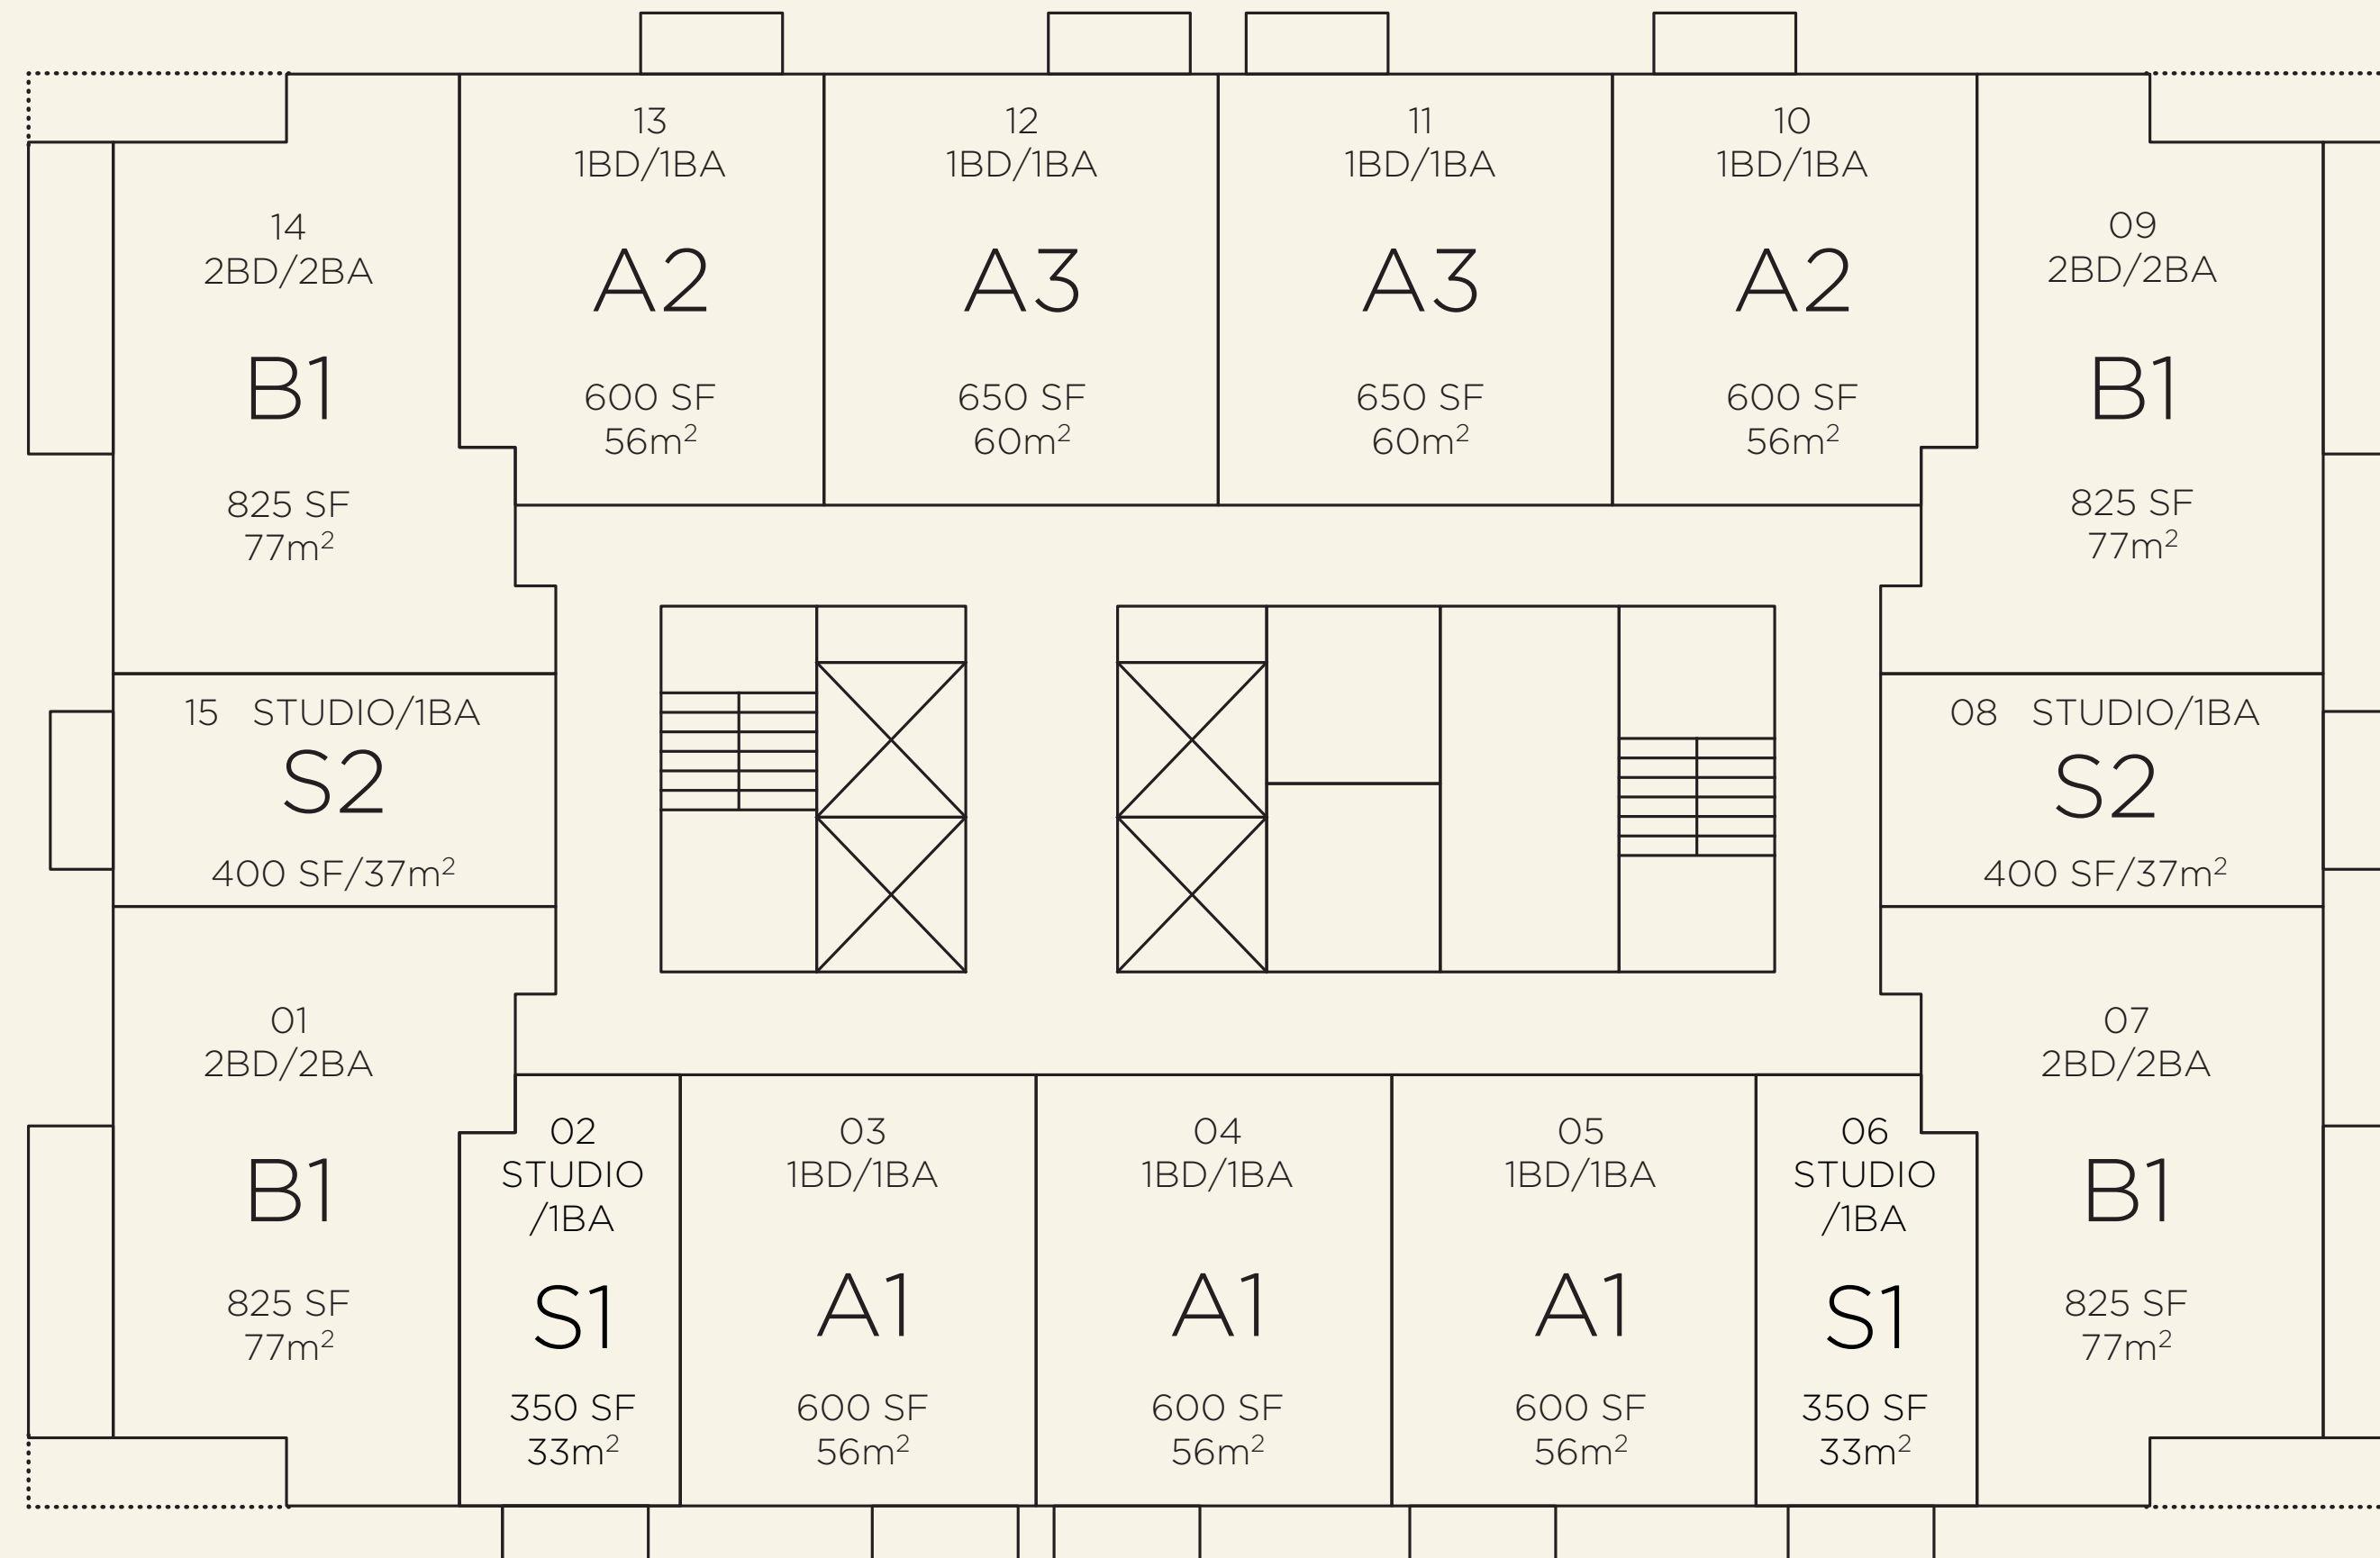 13
1BD/1BA
A2
600 SF
56m²
12
1BD/1BA
A3
650 SF
60m²
11
1BD/1BA
A3
650 SF
60m²
10
1BD/1BA
A2
600 SF
56m²
14
2BD/2BA
B1
825 SF
77m²
09
2BD/2BA
B1
825 SF
77m²
15 STUDIO/1BA
S2
400 SF/37m²
08 STUDIO/1BA
S2
400 SF/37m²
01
2BD/2BA
B1
825 SF
77m²
02
STUDIO
/1BA
S1
350 SF
33m²
03
1BD/1BA
A1
600 SF
56m²
04
1BD/1BA
A1
600 SF
56m²
05
1BD/1BA
A1
600 SF
56m²
06
STUDIO
/1BA
S1
350 SF
33m²
07
2BD/2BA
B1
825 SF
77m²